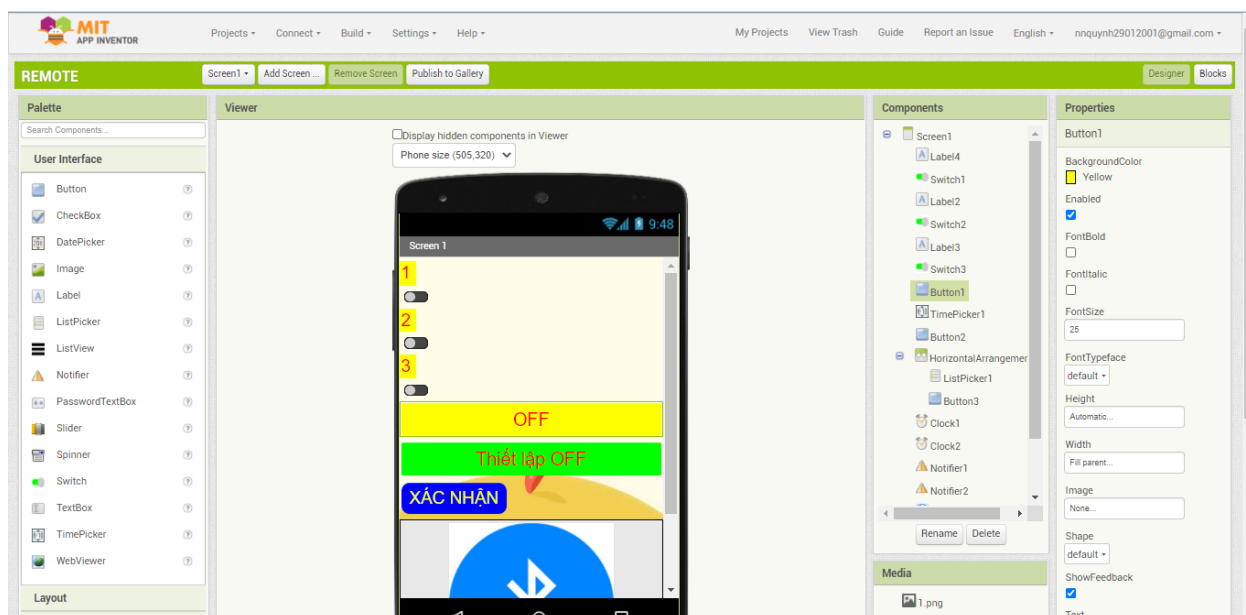 MIT
APP INVENTOR
Projects Connect Build Settings Help My Projects View Trash Guide Report an Issue English nnquynh29012001@gmail.com
REMOTE Screen1 Add Screen ... Remove Screen Publish to Gallery Designer Blocks
Palette
Search Components...
User Interface
Button
CheckBox
DatePicker
Image
Label
ListPicker
ListView
Notifier
PasswordTextBox
Slider
Spinner
Switch
TextBox
TimePicker
WebViewer
Layout
Viewer
Display hidden components in Viewer
Phone size (505,320)
9:48
Screen 1
1
2
3
OFF
Thiết lập OFF
XÁC NHẬN
Components
Screen1
Label4
Switch1
Label2
Switch2
Label3
Switch3
Button1
TimePicker1
Button2
HorizontalArrangemer
ListPicker1
Button3
Clock1
Clock2
Notifier1
Notifier2
Rename Delete
Media
1.png
Properties
Button1
BackgroundColor
Yellow
Enabled
FontBold
FontItalic
FontSize
25
FontTypeface
default
Height
Automatic...
Width
Fill parent...
Image
None...
Shape
default
ShowFeedback
Text